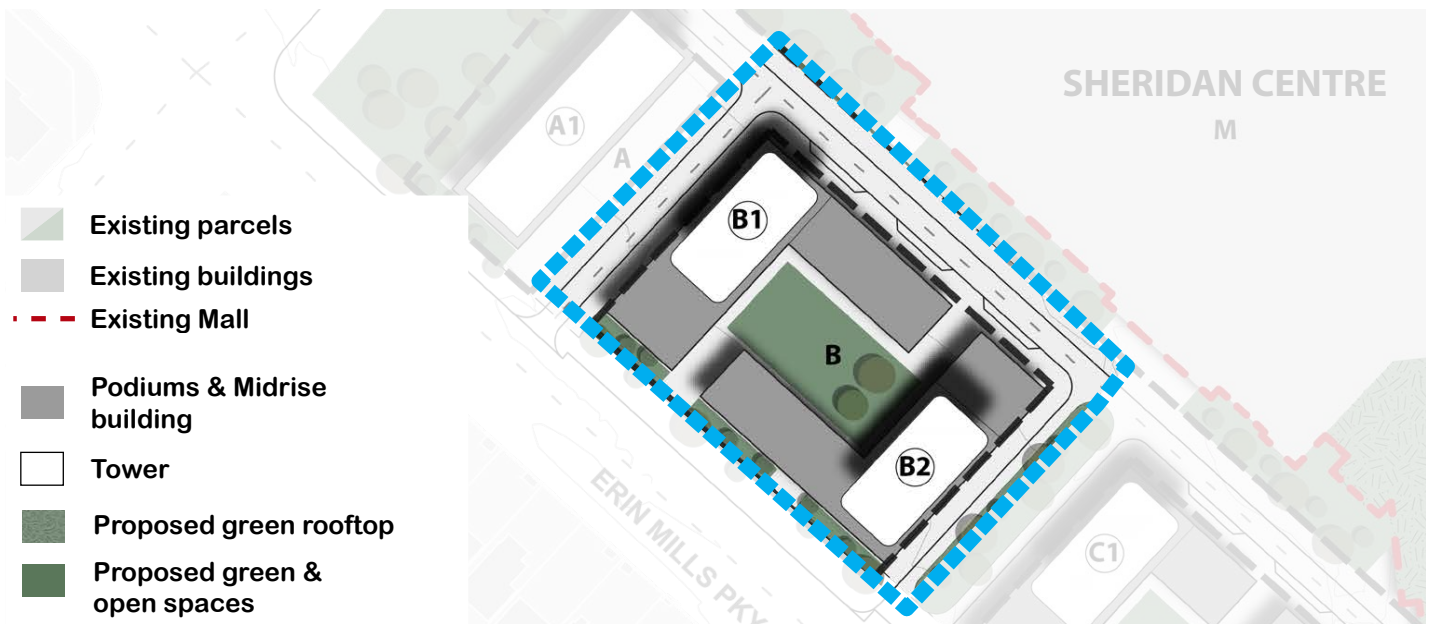 SHERIDAN CENTRE
M
A1
A
B1
B
B2
C1
ERIN MILLS PKY
Existing parcels
Existing buildings
Existing Mall
Podiums & Midrise
building
Tower
Proposed green rooftop
Proposed green &
open spaces